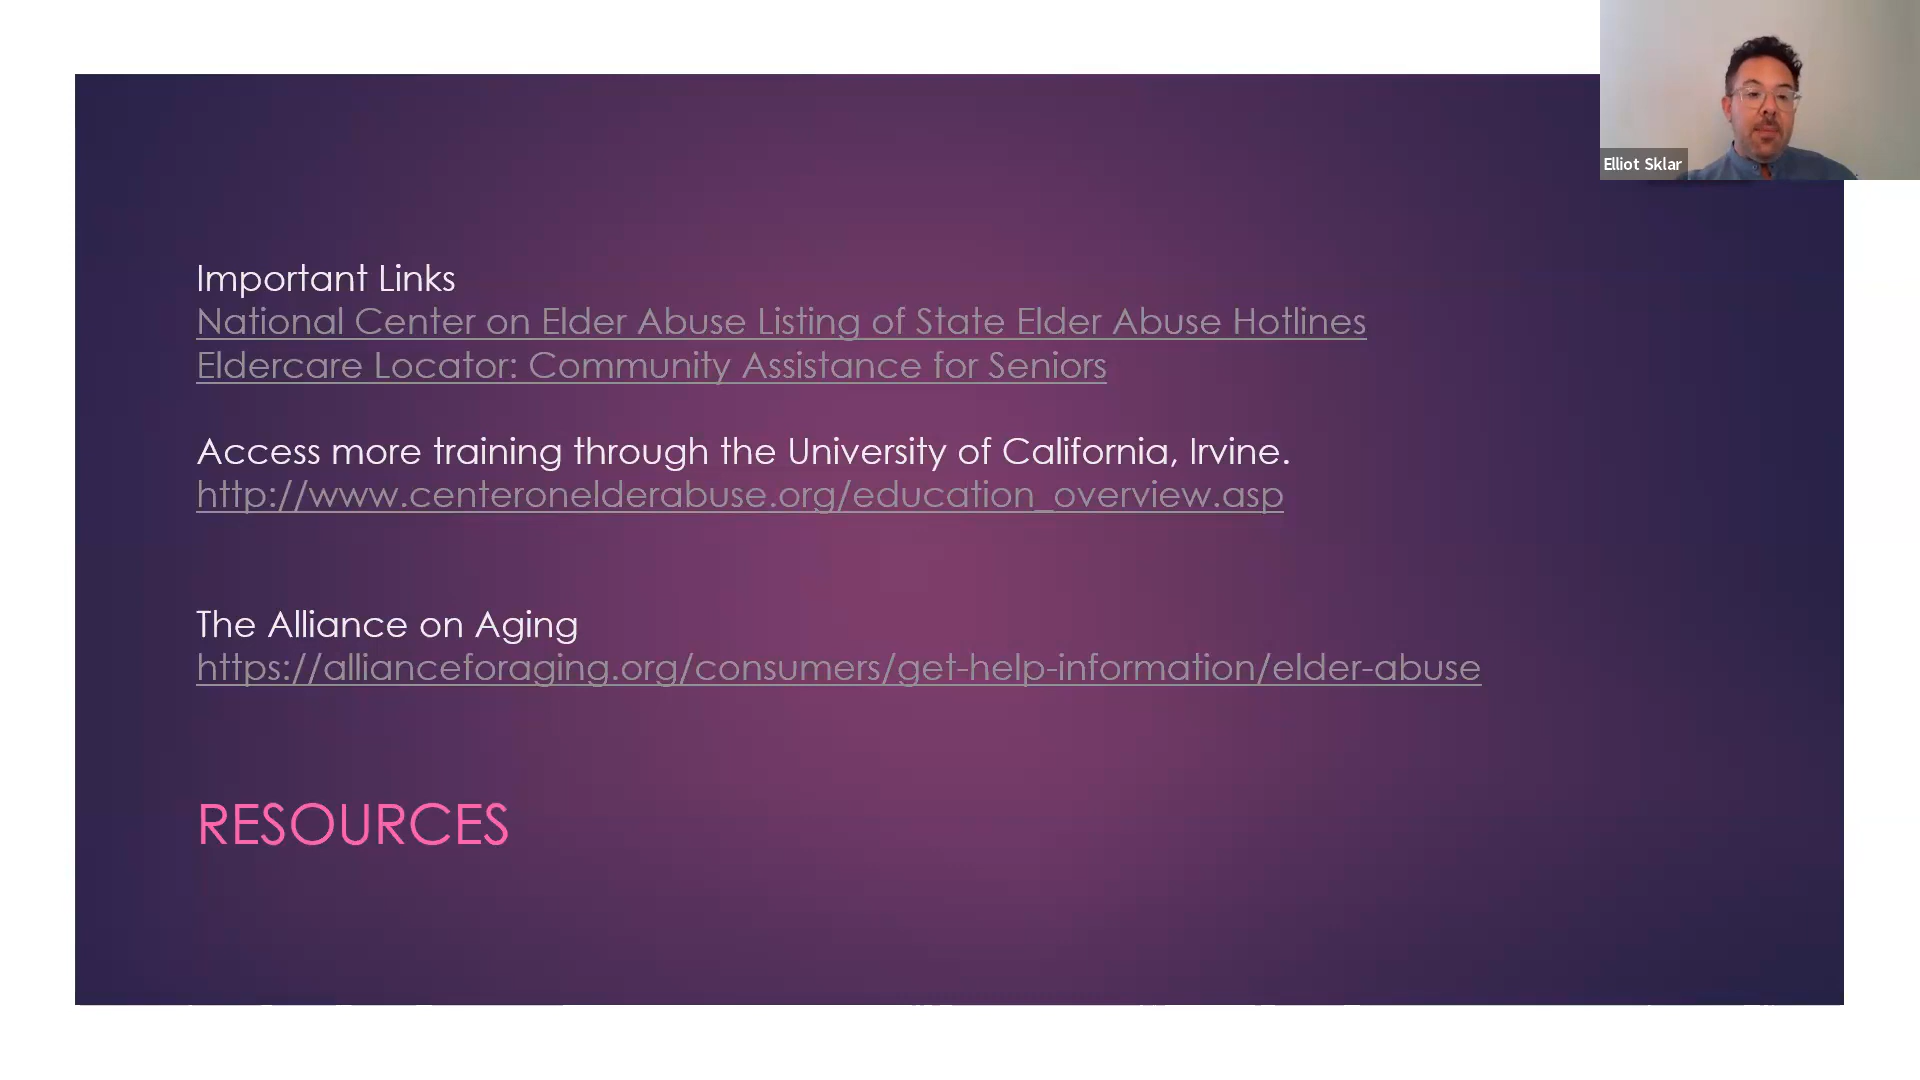 Elliot Sklar
Important Links
National Center on Elder Abuse Listing of State Elder Abuse Hotlines
Eldercare Locator: Community Assistance for Seniors
Access more training through the University of California, Irvine.
http://www.centeronelderabuse.org/education_overview.asp
The Alliance on Aging
https://allianceforaging.org/consumers/get-help-information/elder-abuse
RESOURCES